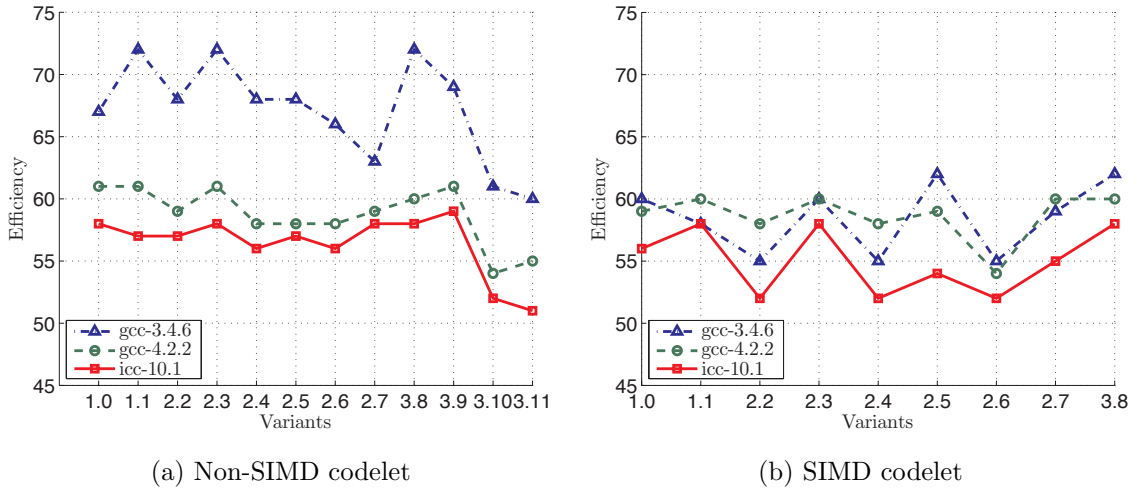 75
70
65
60
55
50
45
Efficiency
gcc-3.4.6
gcc-4.2.2
icc-10.1
1.0 1.1 2.2 2.3 2.4 2.5 2.6 2.7 3.8 3.9 3.10 3.11
Variants
(a) Non-SIMD codelet
75
70
65
60
55
50
45
Efficiency
gcc-3.4.6
gcc-4.2.2
icc-10.1
1.0 1.1 2.2 2.3 2.4 2.5 2.6 2.7 3.8
Variants
(b) SIMD codelet